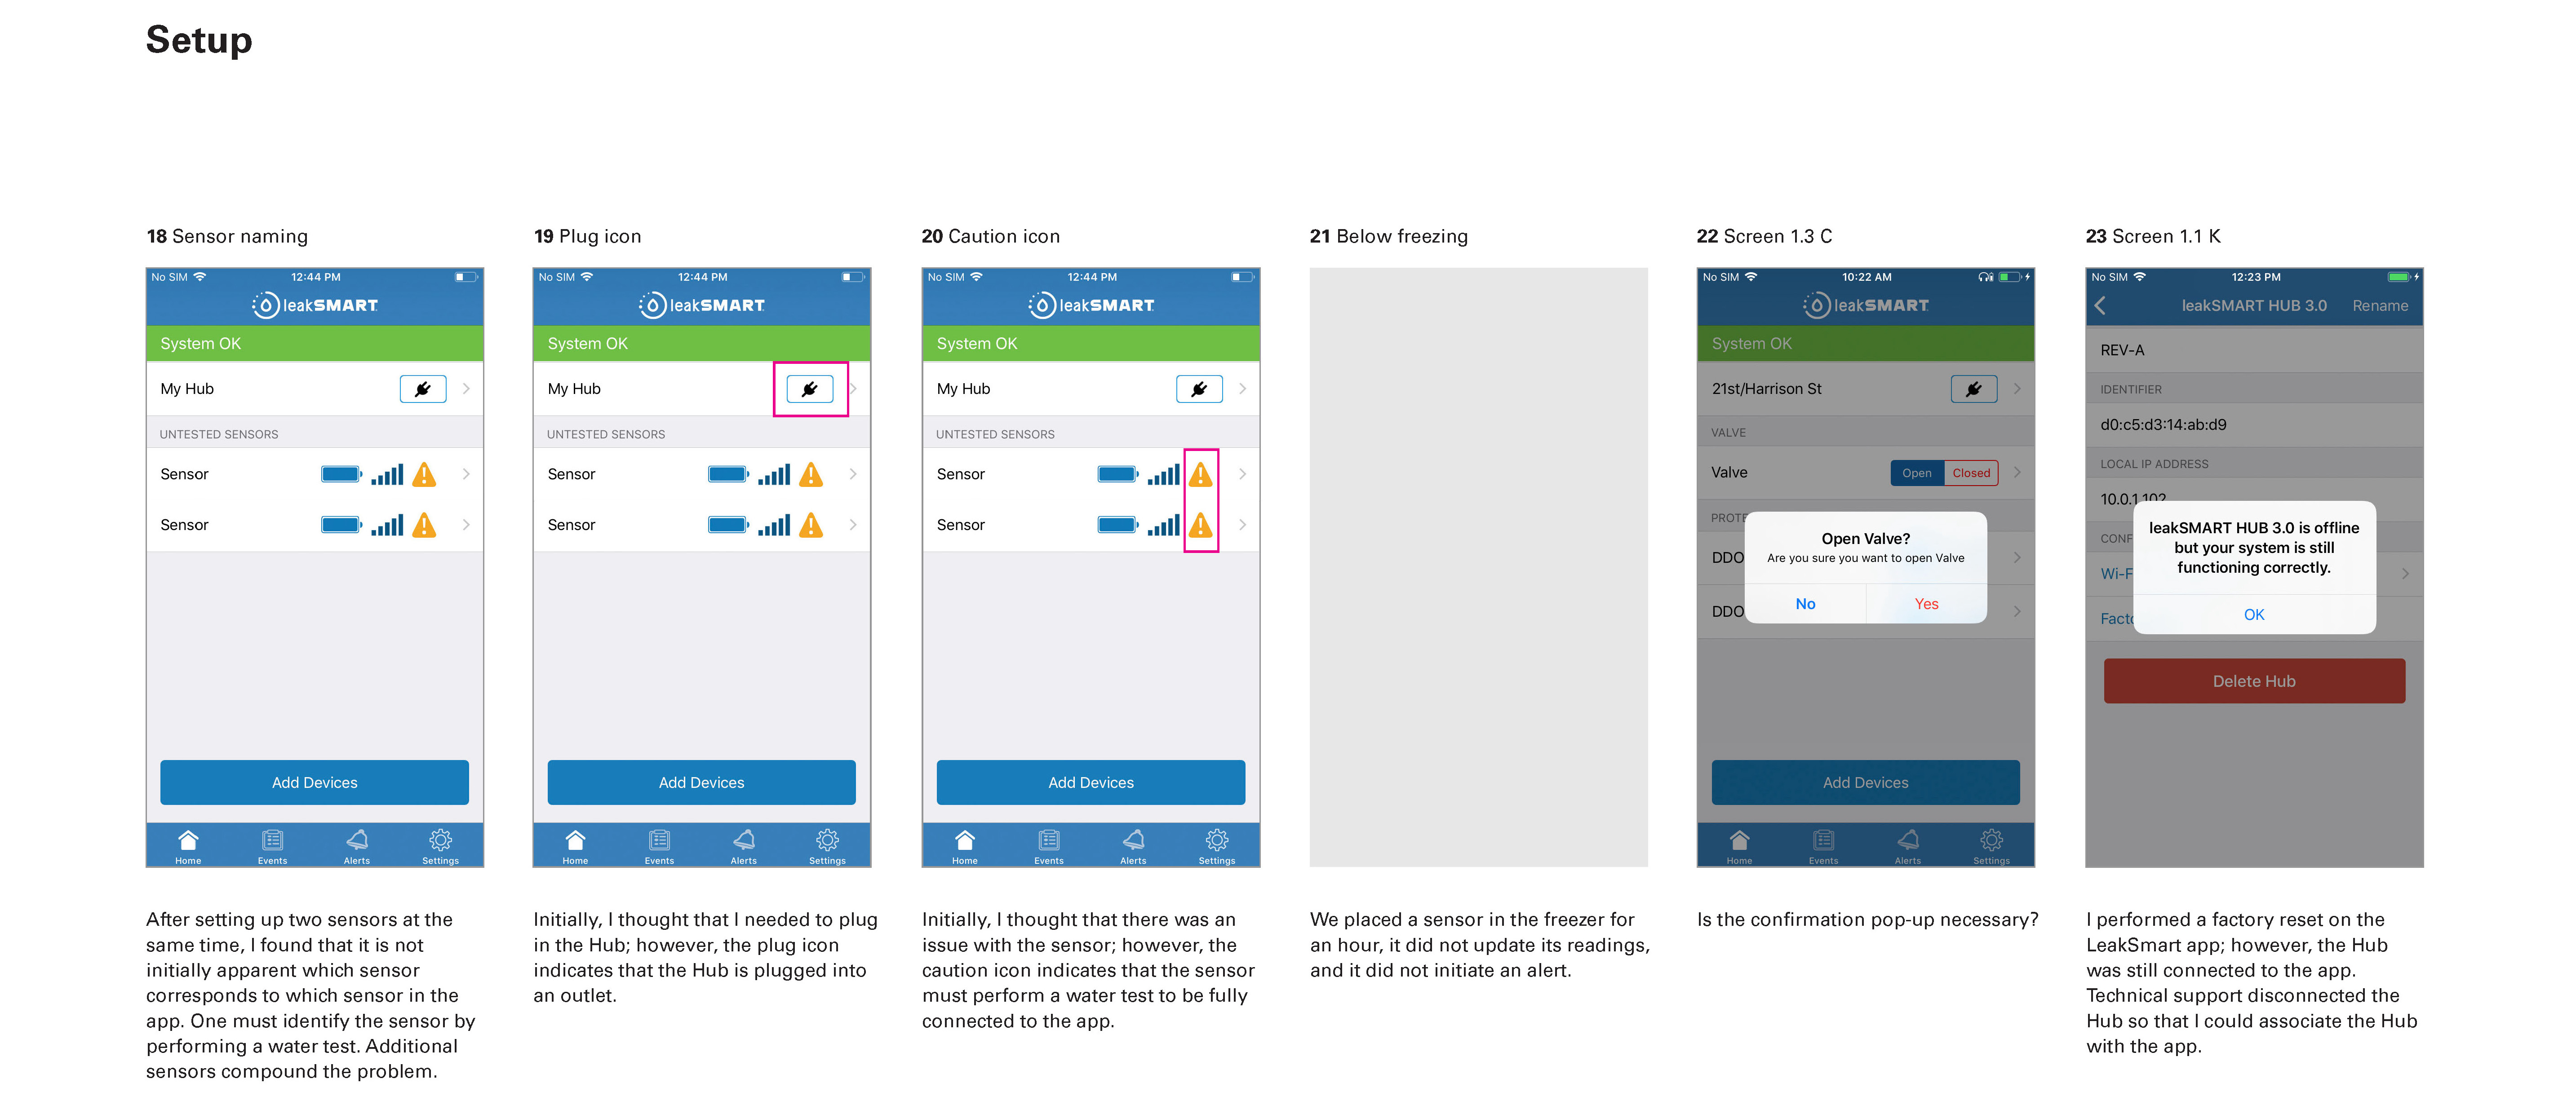 Setup
18 Sensor naming
No SIM 12:44 PM
leakSMART
System OK
My Hub
UNTESTED SENSORS
Sensor
Sensor
Add Devices
Home Events Alerts Settings
After setting up two sensors at the
same time, I found that it is not
initially apparent which sensor
corresponds to which sensor in the
app. One must identify the sensor by
performing a water test. Additional
sensors compound the problem.
19 Plug icon
No SIM 12:44 PM
leakSMART
System OK
My Hub
UNTESTED SENSORS
Sensor
Sensor
Add Devices
Home Events Alerts Settings
Initially, I thought that I needed to plug
in the Hub; however, the plug icon
indicates that the Hub is plugged into
an outlet.
20 Caution icon
No SIM 12:44 PM
leakSMART
System OK
My Hub
UNTESTED SENSORS
Sensor
Sensor
Add Devices
Home Events Alerts Settings
Initially, I thought that there was an
issue with the sensor; however, the
caution icon indicates that the sensor
must perform a water test to be fully
connected to the app.
21 Below freezing
We placed a sensor in the freezer for
an hour, it did not update its readings,
and it did not initiate an alert.
22 Screen 1.3 C
No SIM 10:22 AM
leakSMART
System OK
21st/Harrison St
VALVE
Valve Open Closed
PROTE
DDO
DDO
Open Valve?
Are you sure you want to open Valve
No Yes
Add Devices
Home Events Alerts Settings
Is the confirmation pop-up necessary?
23 Screen 1.1 K
No SIM 12:23 PM
leakSMART HUB 3.0 Rename
REV-A
IDENTIFIER
d0:c5:d3:14:ab:d9
LOCAL IP ADDRESS
10.0.1.102
CONF
Wi-F
Facto
leakSMART HUB 3.0 is offline
but your system is still
functioning correctly.
OK
Delete Hub
I performed a factory reset on the
LeakSmart app; however, the Hub
was still connected to the app.
Technical support disconnected the
Hub so that I could associate the Hub
with the app.